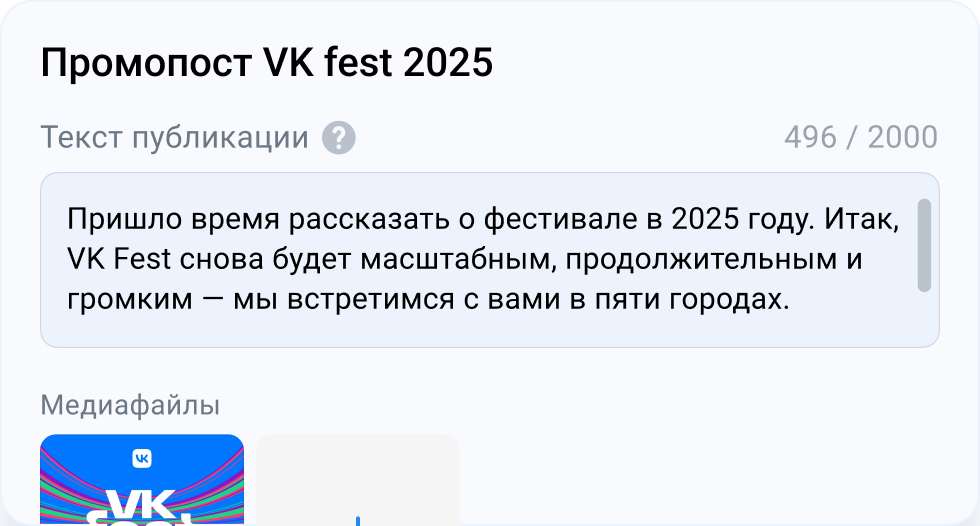 Промопост VK fest 2025
Текст публикации ?
496 / 2000
Пришло время рассказать о фестивале в 2025 году. Итак,
VK Fest снова будет масштабным, продолжительным и
громким — мы встретимся с вами в пяти городах.
Медиафайлы
VK
VK